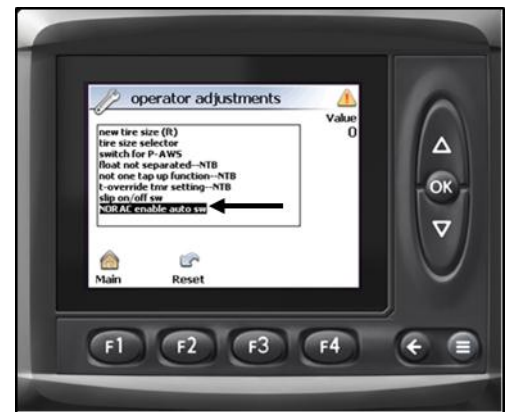 operator adjustments
Value
0
new tire size (ft)
tire size selector
switch for P-AWS
float not separated--NTB
not one tap up function--NTB
t-override tmr setting--NTB
slip on/off sw
NORAC enable auto sw
Main
Reset
OK
F1
F2
F3
F4